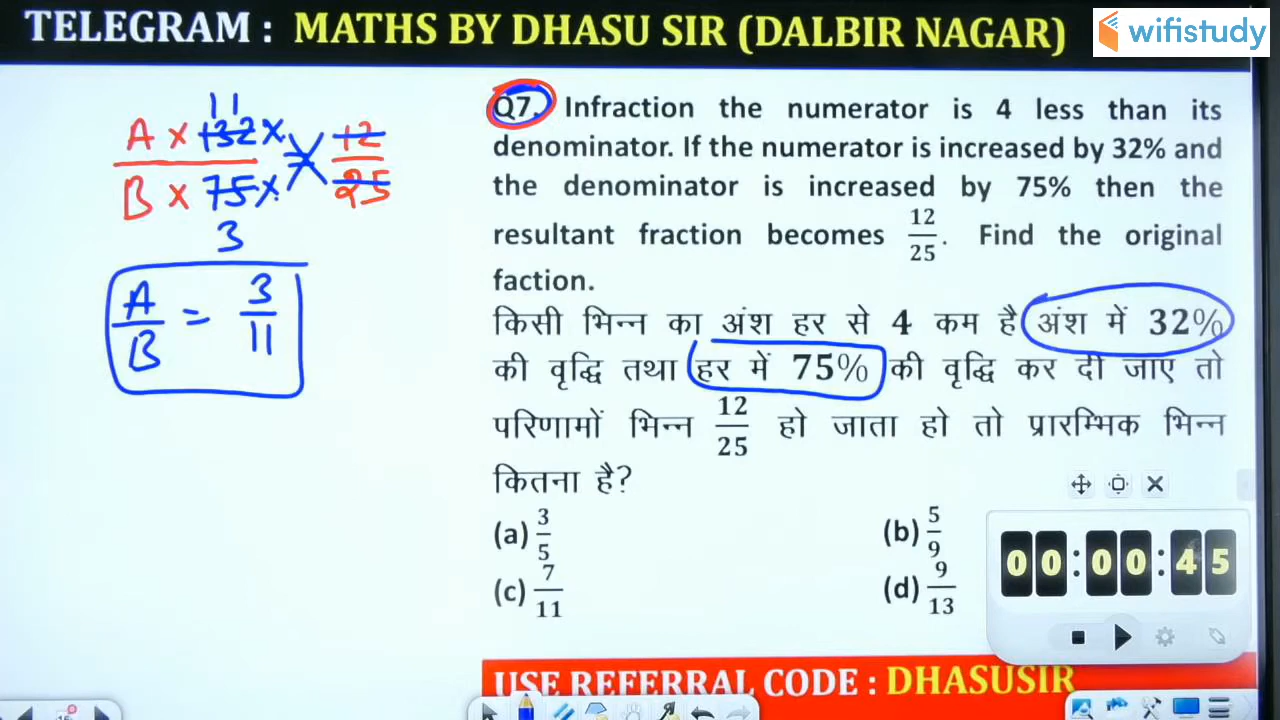 TELEGRAM : MATHS BY DHASU SIR (DALBIR NAGAR)
wifistudy
11
A × 132 × = 12
B × 75 × 25
3
A = 3
B 11
Q7. Infraction the numerator is 4 less than its
denominator. If the numerator is increased by 32% and
the denominator is increased by 75% then the
resultant fraction becomes 12/25. Find the original
faction.
किसी भिन्न का अंश हर से 4 कम है अंश में 32%
की वृद्धि तथा हर में 75% की वृद्धि कर दी जाए तो
परिणामों भिन्न 12/25 हो जाता हो तो प्रारम्भिक भिन्न
कितना है?
(a) 3/5 (b) 5/9
(c) 7/11 (d) 9/13
00:00:45
USE REFERRAL CODE : DHASUSIR